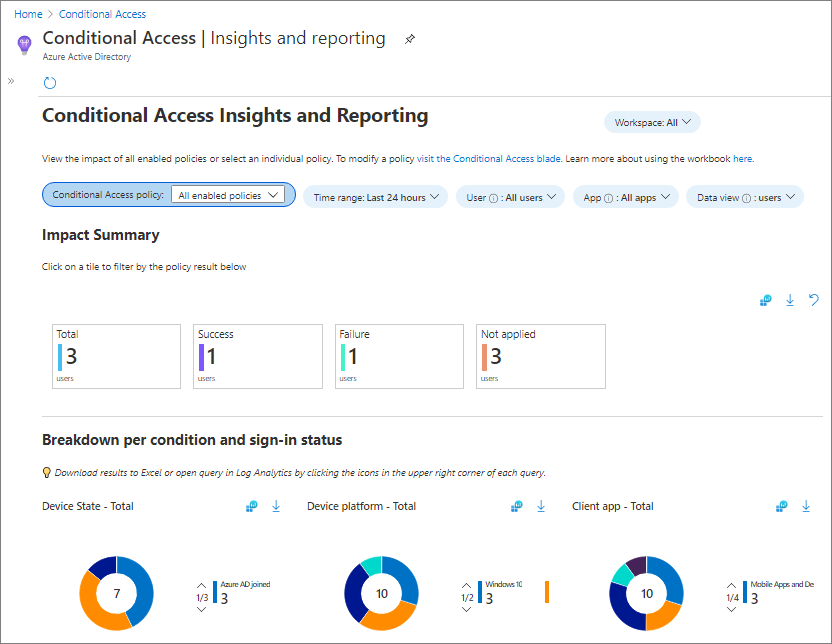 Home > Conditional Access
Conditional Access | Insights and reporting
Azure Active Directory
»
Conditional Access Insights and Reporting
Workspace: All
View the impact of all enabled policies or select an individual policy. To modify a policy visit the Conditional Access blade. Learn more about using the workbook here.
Conditional Access policy: All enabled policies
Time range: Last 24 hours
User ⓘ : All users
App ⓘ : All apps
Data view ⓘ : users
Impact Summary
Click on a tile to filter by the policy result below
Total
3
users
Success
1
users
Failure
1
users
Not applied
3
users
Breakdown per condition and sign-in status
Download results to Excel or open query in Log Analytics by clicking the icons in the upper right corner of each query.
Device State - Total
7
1/3
Azure AD joined
3
Device platform - Total
10
1/2
Windows 10
3
Client app - Total
10
1/4
Mobile Apps and De
3